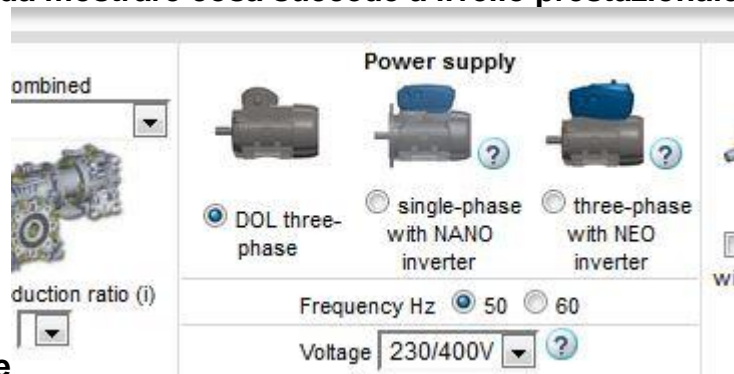 Power supply
ombined
DOL three-
phase
single-phase
with NANO
inverter
three-phase
with NEO
inverter
duction ratio (i)
Frequency Hz 50 60
Voltage 230/400V